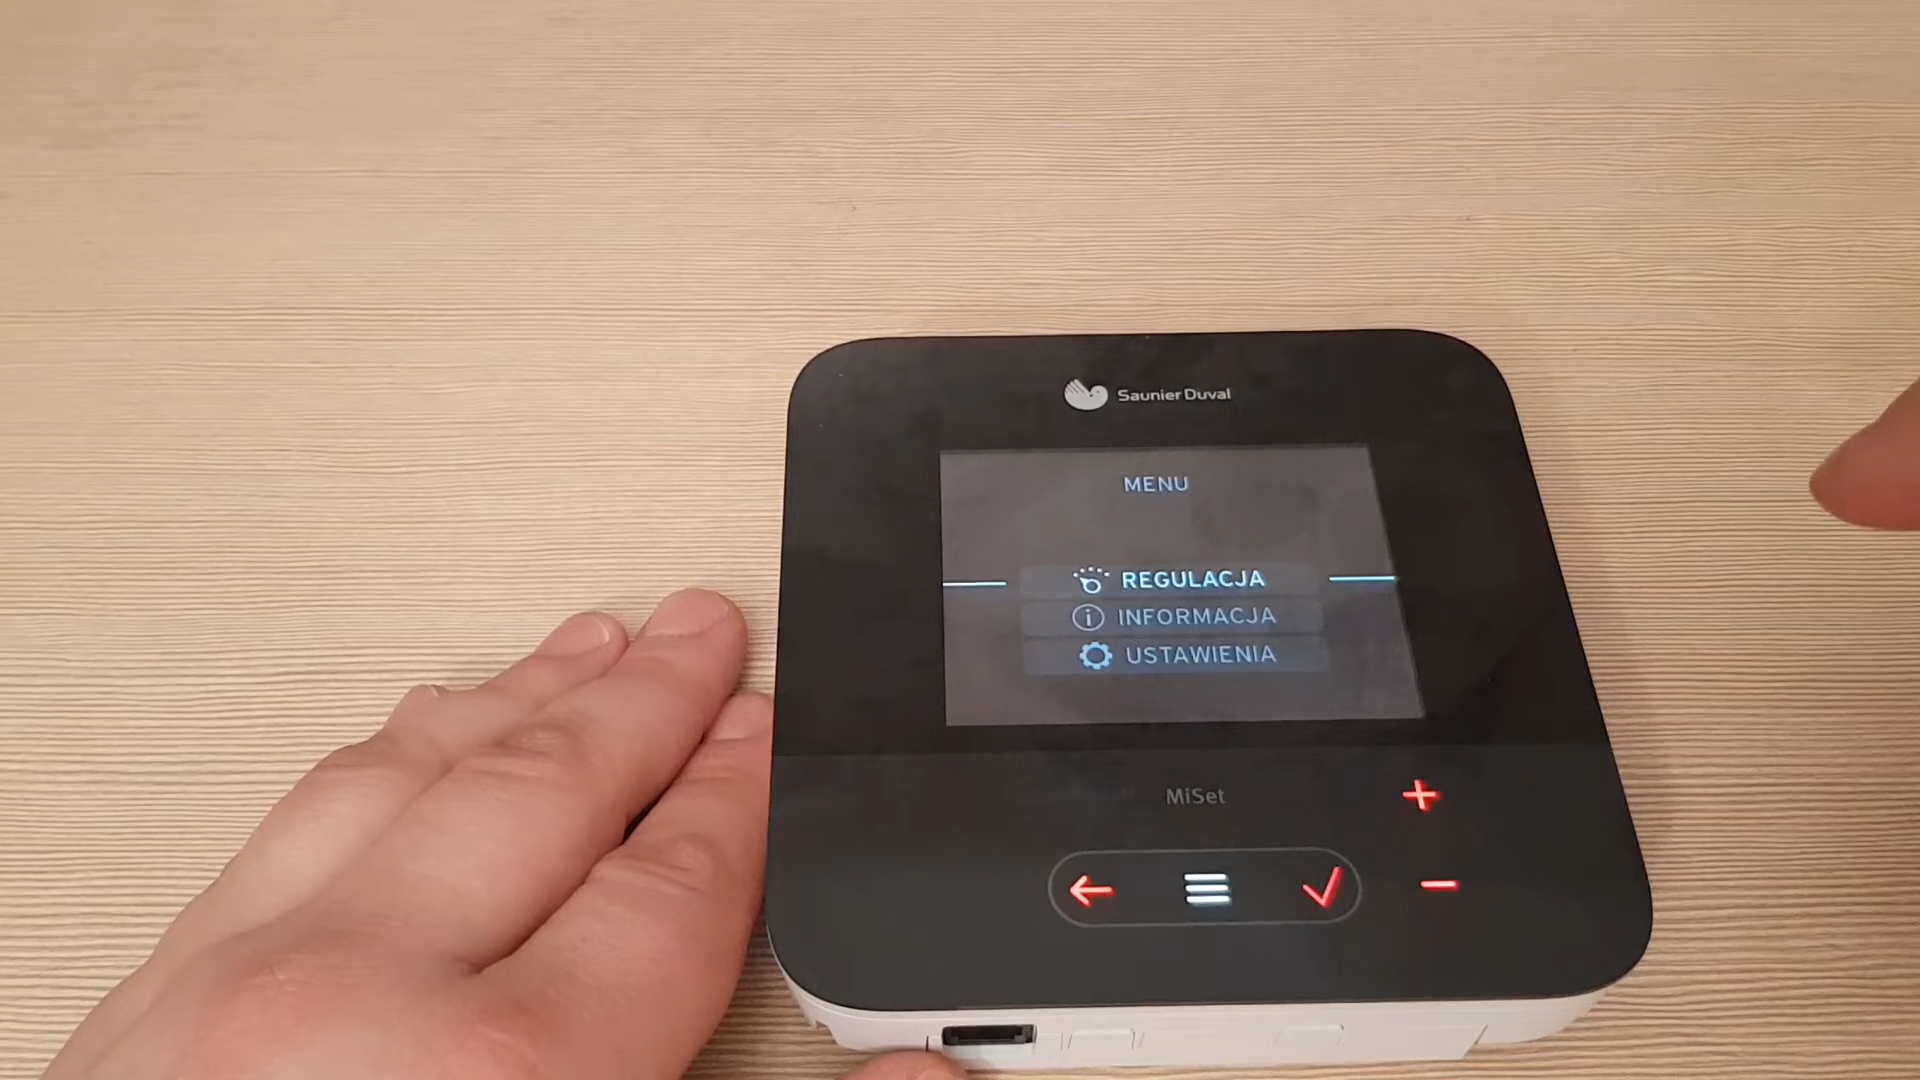 Saunier Duval
MENU
REGULACJA
INFORMACJA
USTAWIENIA
MiSet